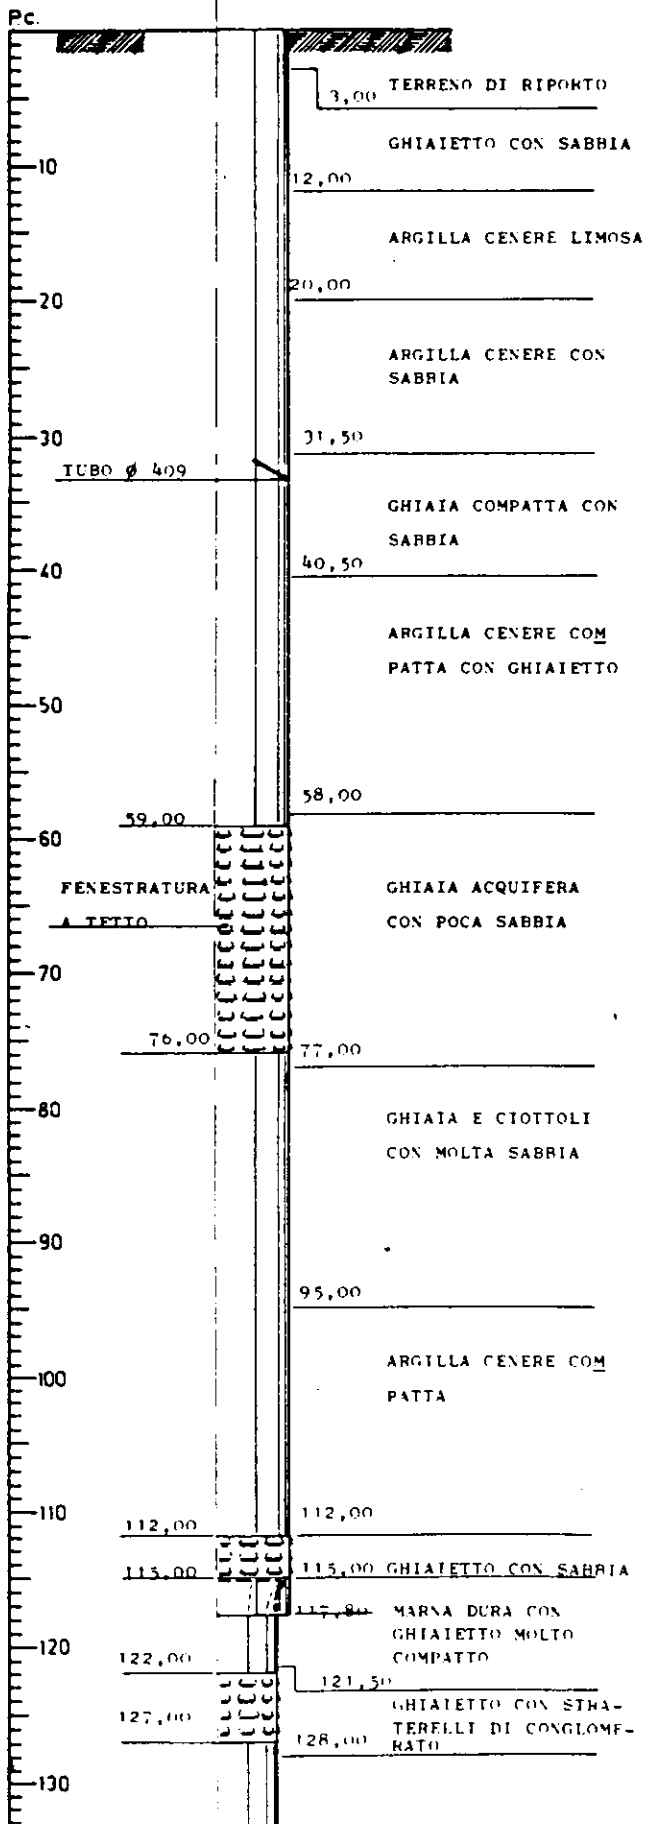 P.c.
TERRENO DI RIPORTO
3,00
GHIAIETTO CON SABBIA
10
12,00
ARGILLA CENERE LIMOSA
20,00
20
ARGILLA CENERE CON
SABBIA
30
31,50
TUBO ø 409
GHIAIA COMPATTA CON
SABBIA
40,50
40
ARGILLA CENERE COM
PATTA CON GHIAIETTO
50
58,00
59,00
60
FENESTRATURA
A TETTO
GHIAIA ACQUIFERA
CON POCA SABBIA
70
76,00
77,00
80
GHIAIA E CIOTTOLI
CON MOLTA SABBIA
90
95,00
ARGILLA CENERE COM
PATTA
100
110
112,00
112,00
115,00
115,00 GHIAIETTO CON SABBIA
117,80
MARNA DURA CON
GHIAIETTO MOLTO
COMPATTO
120
122,00
121,50
127,00
GHIAIETTO CON STRA-
TERELLI DI CONGLOME-
RATO
128,00
130